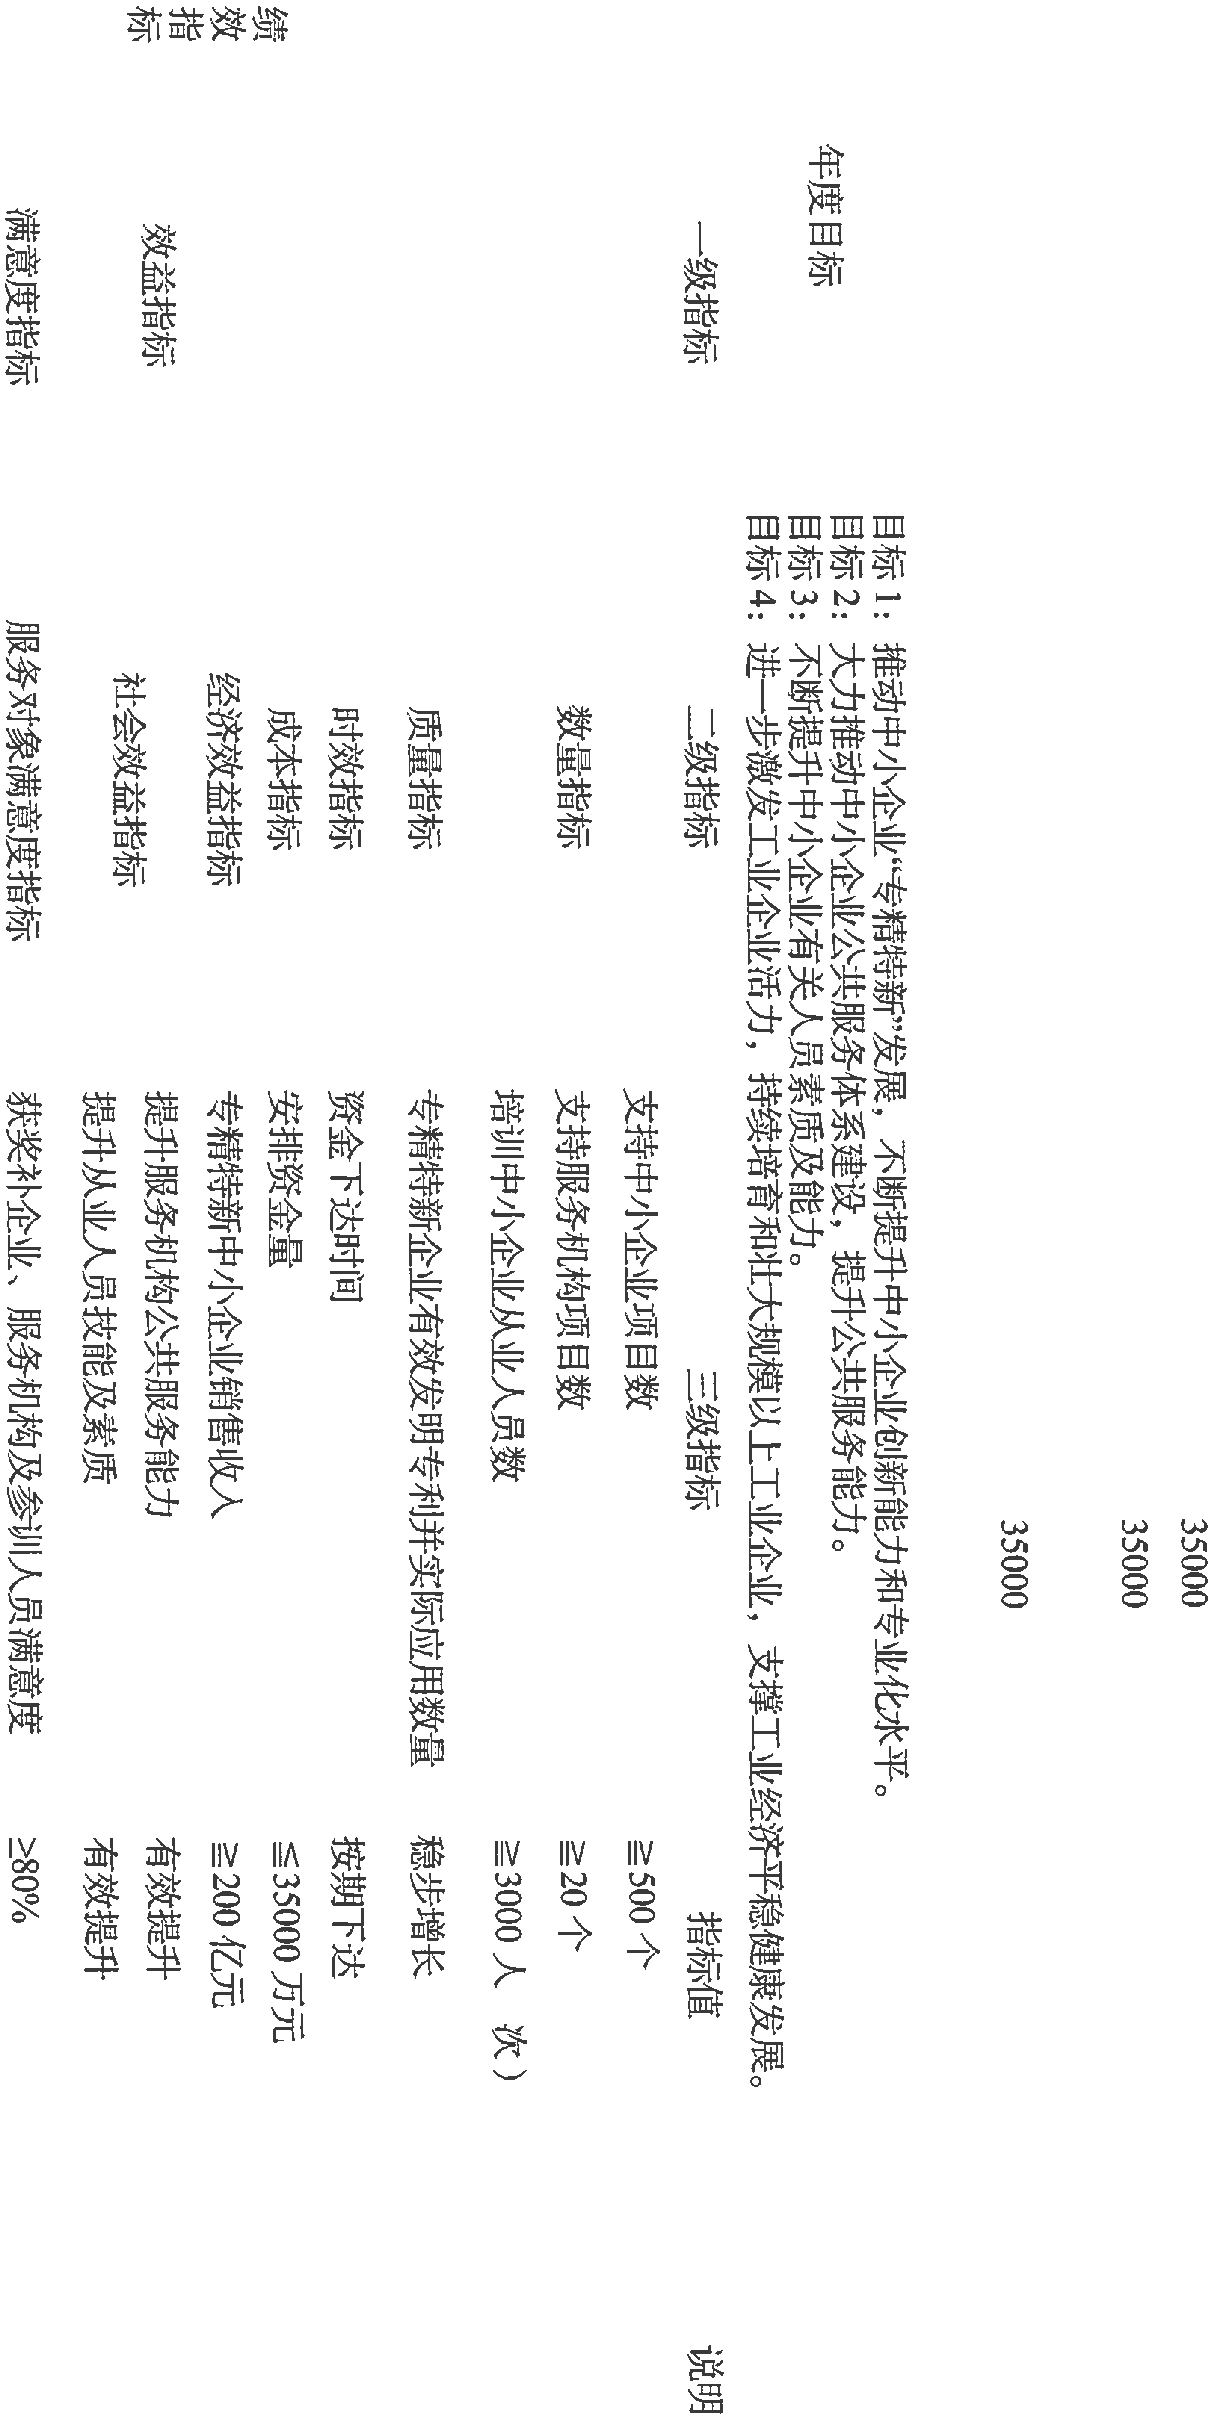 35000
35000
35000
年度目标
目标 1： 推动中小企业“专精特新”发展，不断提升中小企业创新能力和专业化水平。
目标 2： 大力推动中小企业公共服务体系建设，提升公共服务能力。
目标 3： 不断提升中小企业有关人员素质及能力。
目标 4： 进一步激发工业企业活力，持续培育和壮大规模以上工业企业，支撑工业经济平稳健康发展。
一级指标 二级指标 三级指标 指标值 说明
支持中小企业项目数 ≥500 个
数量指标 支持服务机构项目数 ≥20 个
培训中小企业从业人员数 ≥3000 人 次）
质量指标 专精特新企业有效发明专利并实际应用数量 稳步增长
时效指标 资金下达时间 按期下达
绩
效
指
标
成本指标 安排资金量 ≤35000 万元
经济效益指标 专精特新中小企业销售收入 ≥200 亿元
效益指标
提升服务机构公共服务能力 有效提升
社会效益指标
提升从业人员技能及素质 有效提升
满意度指标 服务对象满意度指标 获奖补企业、服务机构及参训人员满意度 ≥80%